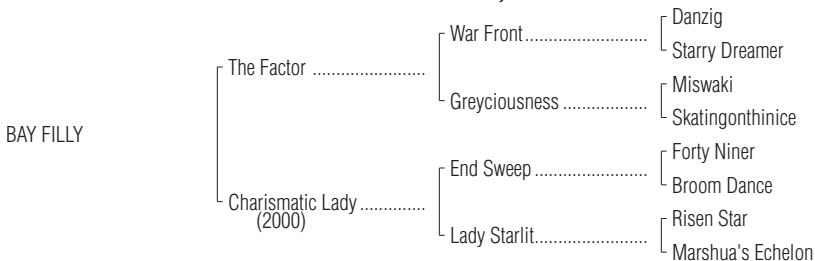 Danzig
War Front..........................
Starry Dreamer
The Factor ........................
Miswaki
Greyciousness ..................
Skatingonthinice
BAY FILLY
Forty Niner
End Sweep ........................
Broom Dance
Charismatic Lady ..............
(2000)
Risen Star
Lady Starlit........................
Marshua's Echelon